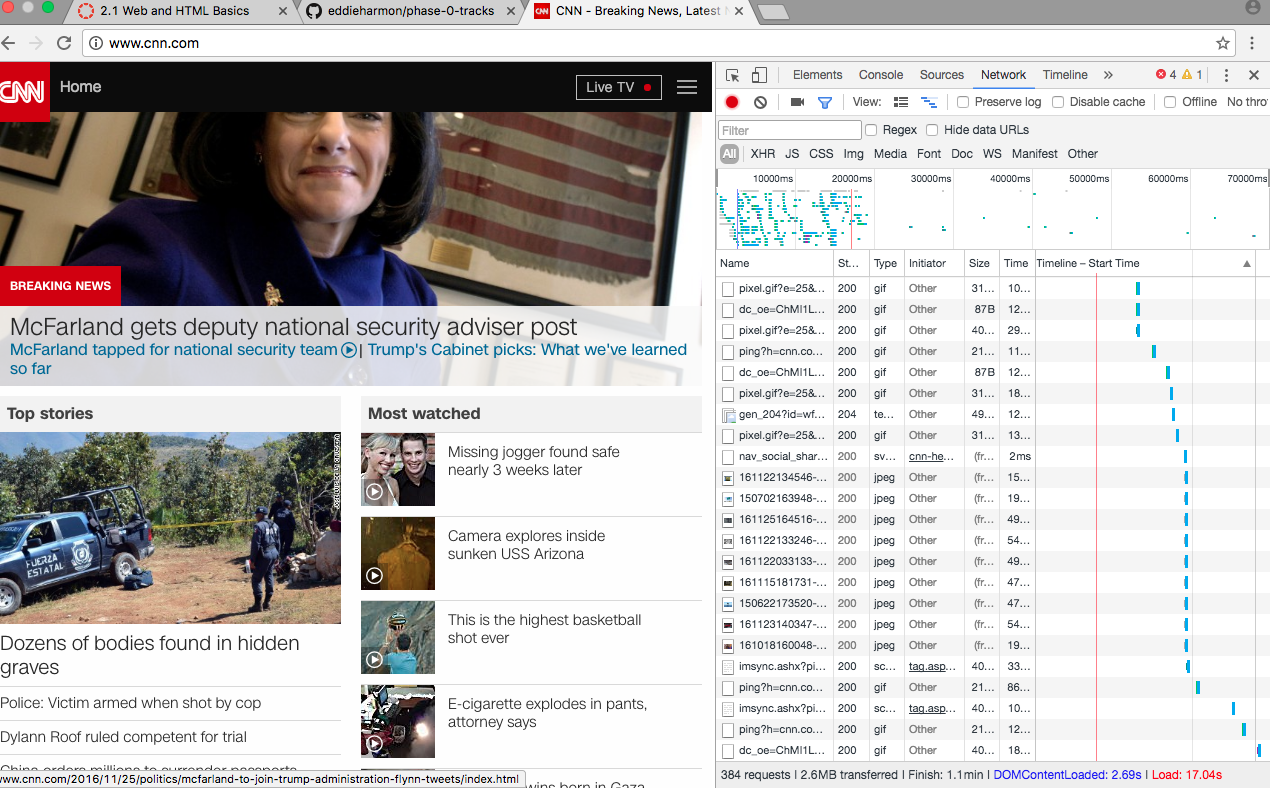 2.1 Web and HTML Basics
eddieharmon/phase-0-tracks
CNN - Breaking News, Latest N
www.cnn.com
CNN
Home
Live TV
BREAKING NEWS
McFarland gets deputy national security adviser post
McFarland tapped for national security team | Trump's Cabinet picks: What we've learned
so far
Top stories
FUERZA
ESTATAL
Dozens of bodies found in hidden
graves
Police: Victim armed when shot by cop
Dylann Roof ruled competent for trial
China orders millions to surrender passports
www.cnn.com/2016/11/25/politics/mcfarland-to-join-trump-administration-flynn-tweets/index.html
Most watched
Missing jogger found safe
nearly 3 weeks later
Camera explores inside
sunken USS Arizona
This is the highest basketball
shot ever
E-cigarette explodes in pants,
attorney says
wins born in Gaza
Elements Console Sources Network Timeline » 4 1
View: Preserve log Disable cache Offline No thro
Filter Regex Hide data URLs
All XHR JS CSS Img Media Font Doc WS Manifest Other
10000ms 20000ms 30000ms 40000ms 50000ms 60000ms 70000ms
Name St... Type Initiator Size Time Timeline – Start Time
pixel.gif?e=25&... 200 gif Other 31... 10...
dc_oe=ChMI1L... 200 gif Other 87B 12...
pixel.gif?e=25&... 200 gif Other 40... 29...
ping?h=cnn.co... 200 gif Other 21... 11...
dc_oe=ChMI1L... 200 gif Other 87B 12...
pixel.gif?e=25&... 200 gif Other 31... 18...
gen_204?id=wf... 204 te... Other 49... 12...
pixel.gif?e=25&... 200 gif Other 31... 13...
nav_social_shar... 200 sv... cnn-he... (fr... 2ms
161122134546-... 200 jpeg Other (fr... 15...
150702163948-... 200 jpeg Other (fr... 19...
161125164516-... 200 jpeg Other (fr... 49...
161122133246-... 200 jpeg Other (fr... 54...
161122033133-... 200 jpeg Other (fr... 49...
161115181731-... 200 jpeg Other (fr... 47...
150622173520-... 200 jpeg Other (fr... 47...
161123140347-... 200 jpeg Other (fr... 54...
161018160048-... 200 jpeg Other (fr... 19...
imsync.ashx?pi... 200 sc... tag.asp... 40... 33...
ping?h=cnn.co... 200 gif Other 21... 86...
imsync.ashx?pi... 200 sc... tag.asp... 40... 10...
ping?h=cnn.co... 200 gif Other 21... 12...
dc_oe=ChMI1L... 200 gif Other 40... 18...
384 requests | 2.6MB transferred | Finish: 1.1min | DOMContentLoaded: 2.69s | Load: 17.04s